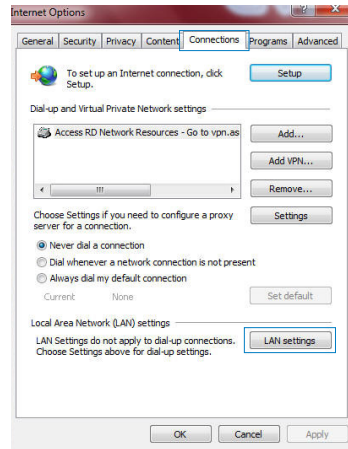 Internet Options
General Security Privacy Content Connections Programs Advanced
To set up an Internet connection, click
Setup.
Setup
Dial-up and Virtual Private Network settings
Access RD Network Resources - Go to vpn.as
Add...
Add VPN...
Remove...
Choose Settings if you need to configure a proxy
server for a connection.
Settings
Never dial a connection
Dial whenever a network connection is not present
Always dial my default connection
Current None
Set default
Local Area Network (LAN) settings
LAN Settings do not apply to dial-up connections.
Choose Settings above for dial-up settings.
LAN settings
OK Cancel Apply